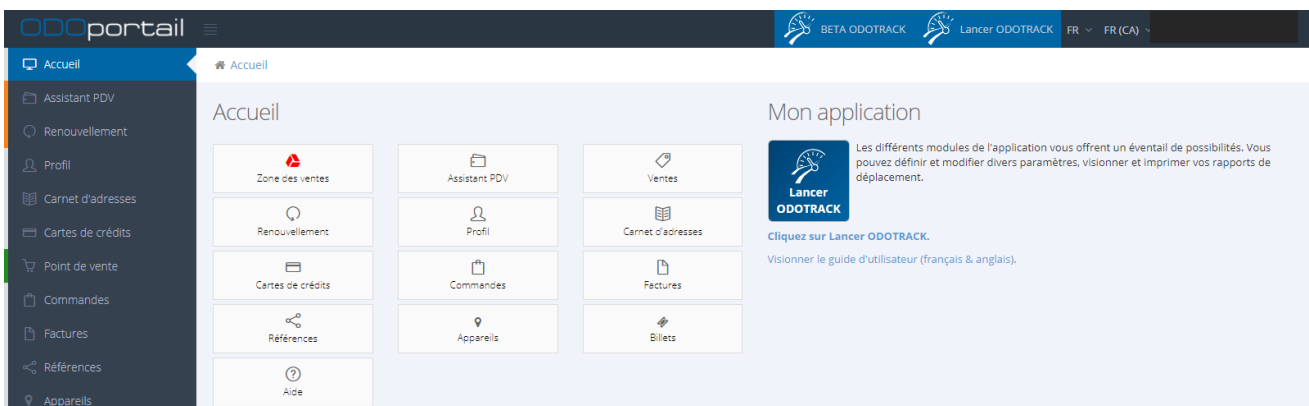 ODOportail
BETA ODOTRACK
Lancer ODOTRACK
FR
FR (CA)
Accueil
Assistant PDV
Renouvellement
Profil
Carnet d'adresses
Cartes de crédits
Point de vente
Commandes
Factures
Références
Appareils
Accueil
Accueil
Zone des ventes
Assistant PDV
Ventes
Renouvellement
Profil
Carnet d'adresses
Cartes de crédits
Commandes
Factures
Références
Appareils
Billets
Aide
Mon application
Lancer
ODOTRACK
Les différents modules de l'application vous offrent un éventail de possibilités. Vous
pouvez définir et modifier divers paramètres, visionner et imprimer vos rapports de
déplacement.
Cliquez sur Lancer ODOTRACK.
Visionner le guide d'utilisateur (français & anglais).